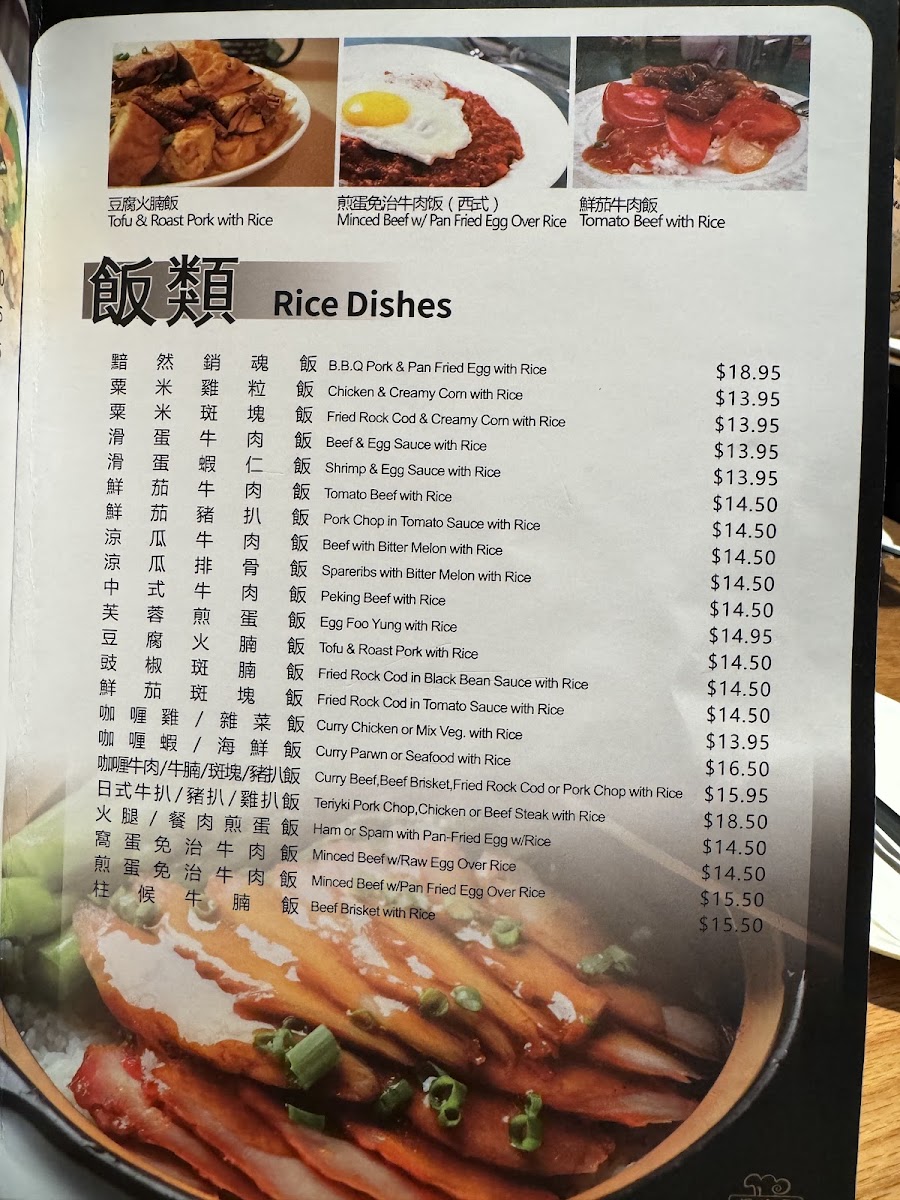 豆腐火腩飯
Tofu & Roast Pork with Rice
煎蛋免治牛肉饭（西式）
Minced Beef w/ Pan Fried Egg Over Rice
鮮茄牛肉飯
Tomato Beef with Rice
飯類 Rice Dishes
黯然銷魂飯 B.B.Q Pork & Pan Fried Egg with Rice $18.95
粟米雞粒飯 Chicken & Creamy Corn with Rice $13.95
粟米斑塊飯 Fried Rock Cod & Creamy Corn with Rice $13.95
滑蛋牛肉飯 Beef & Egg Sauce with Rice $13.95
滑蛋蝦仁飯 Shrimp & Egg Sauce with Rice $13.95
鮮茄牛肉飯 Tomato Beef with Rice $14.50
鮮茄豬扒飯 Pork Chop in Tomato Sauce with Rice $14.50
涼瓜牛肉飯 Beef with Bitter Melon with Rice $14.50
涼瓜排骨飯 Spareribs with Bitter Melon with Rice $14.50
中式牛肉飯 Peking Beef with Rice $14.50
芙蓉煎蛋飯 Egg Foo Yung with Rice $14.95
豆腐火腩飯 Tofu & Roast Pork with Rice $14.50
豉椒斑腩飯 Fried Rock Cod in Black Bean Sauce with Rice $14.50
鮮茄斑塊飯 Fried Rock Cod in Tomato Sauce with Rice $14.50
咖喱雞/雜菜飯 Curry Chicken or Mix Veg. with Rice $13.95
咖喱蝦/海鮮飯 Curry Parwn or Seafood with Rice $16.50
咖喱牛肉/牛腩/斑塊/豬扒飯 Curry Beef,Beef Brisket,Fried Rock Cod or Pork Chop with Rice $15.95
日式牛扒/豬扒/雞扒飯 Teriyki Pork Chop,Chicken or Beef Steak with Rice $18.50
火腿/餐肉煎蛋飯 Ham or Spam with Pan-Fried Egg w/Rice $14.50
窩蛋免治牛肉飯 Minced Beef w/Raw Egg Over Rice $14.50
煎蛋免治牛肉飯 Minced Beef w/Pan Fried Egg Over Rice $15.50
柱候牛腩飯 Beef Brisket with Rice $15.50